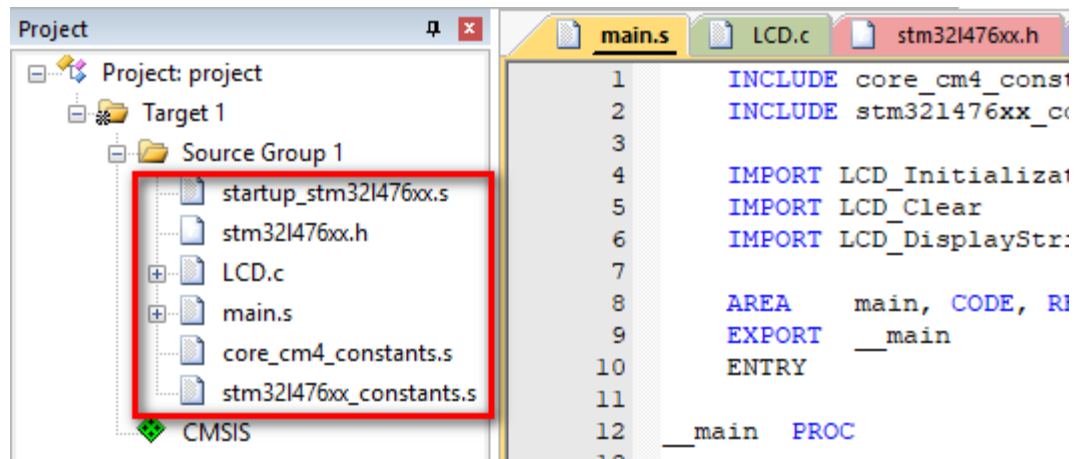 Project
Project: project
Target 1
Source Group 1
startup_stm32l476xx.s
stm32l476xx.h
LCD.c
main.s
core_cm4_constants.s
stm32l476xx_constants.s
CMSIS
main.s LCD.c stm32l476xx.h
1 INCLUDE core_cm4_const
2 INCLUDE stm32l476xx_co
3
4 IMPORT LCD_Initializat
5 IMPORT LCD_Clear
6 IMPORT LCD_DisplayStri
7
8 AREA main, CODE, RE
9 EXPORT __main
10 ENTRY
11
12 __main PROC